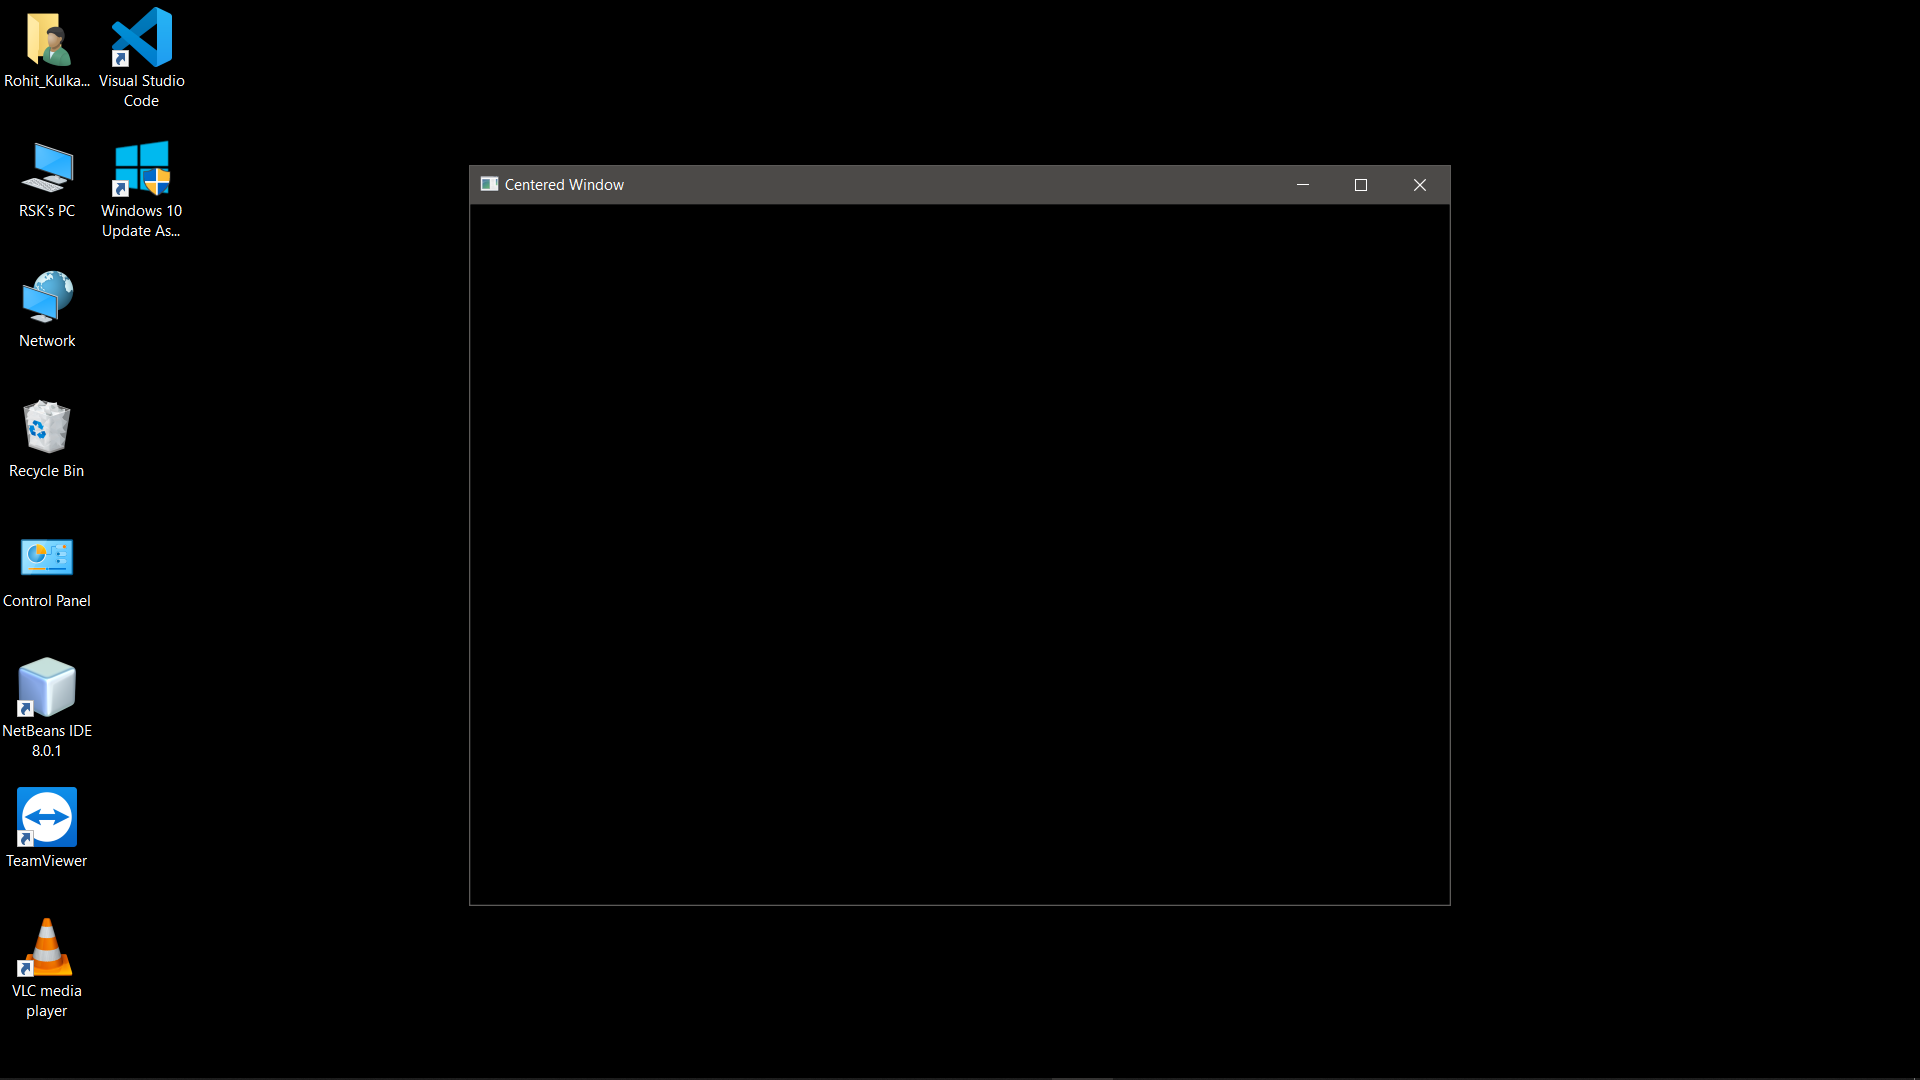 Rohit_Kulka...
Visual Studio
Code
RSK's PC
Windows 10
Update As...
Network
Recycle Bin
Control Panel
NetBeans IDE
8.0.1
TeamViewer
VLC media
player
Centered Window